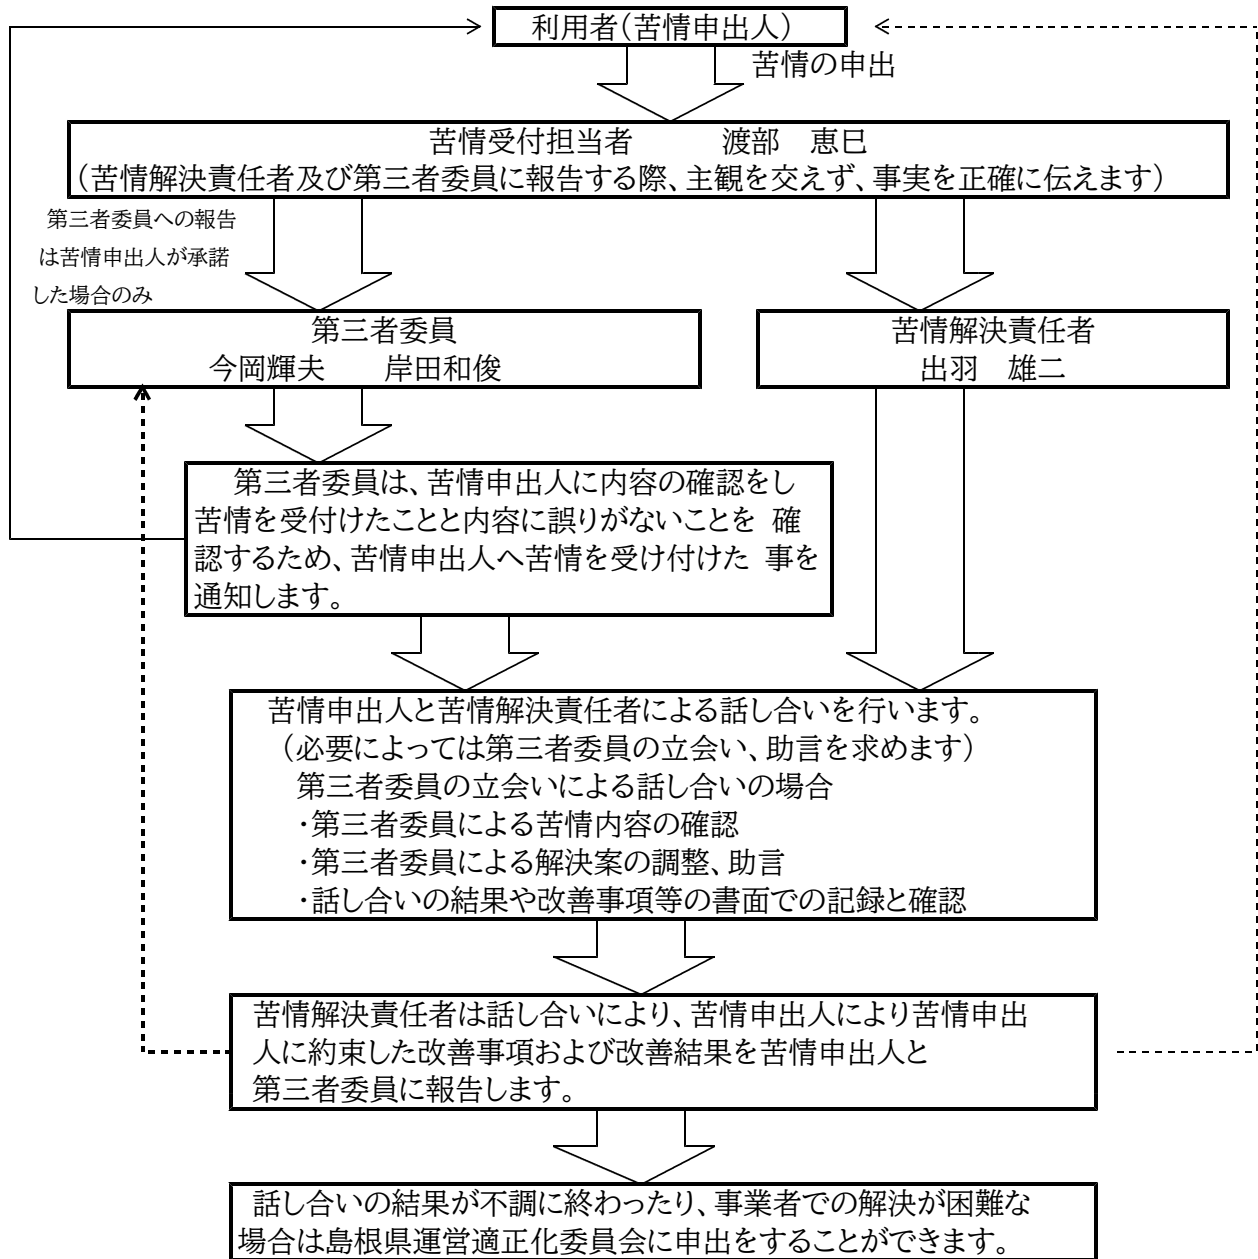 利用者（苦情申出人）
苦情の申出
苦情受付担当者　　　渡部　恵巳
（苦情解決責任者及び第三者委員に報告する際、主観を交えず、事実を正確に伝えます）
第三者委員への報告
は苦情申出人が承諾
した場合のみ
第三者委員
今岡輝夫　　岸田和俊
苦情解決責任者
出羽　雄二
第三者委員は、苦情申出人に内容の確認をし
苦情を受付けたことと内容に誤りがないことを 確
認するため、苦情申出人へ苦情を受け付けた 事を
通知します。
苦情申出人と苦情解決責任者による話し合いを行います。
（必要によっては第三者委員の立会い、助言を求めます）
第三者委員の立会いによる話し合いの場合
・第三者委員による苦情内容の確認
・第三者委員による解決案の調整、助言
・話し合いの結果や改善事項等の書面での記録と確認
苦情解決責任者は話し合いにより、苦情申出人により苦情申出
人に約束した改善事項および改善結果を苦情申出人と
第三者委員に報告します。
話し合いの結果が不調に終わったり、事業者での解決が困難な
場合は島根県運営適正化委員会に申出をすることができます。